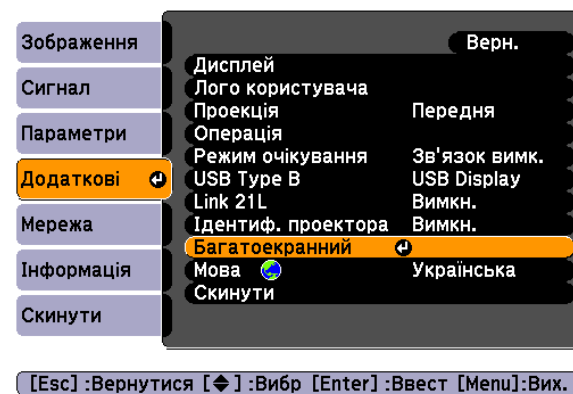 Зображення
Сигнал
Параметри
Додаткові
Мережа
Інформація
Скинути
Верн.
Дисплей
Лого користувача
Проекція Передня
Операція
Режим очікування Зв'язок вимк.
USB Type B USB Display
Link 21L Вимкн.
Ідентиф. проектора Вимкн.
Багатоекранний
Мова Українська
Скинути
[Esc] :Вернутися [◆] :Вибр [Enter] :Ввест [Menu]:Вих.